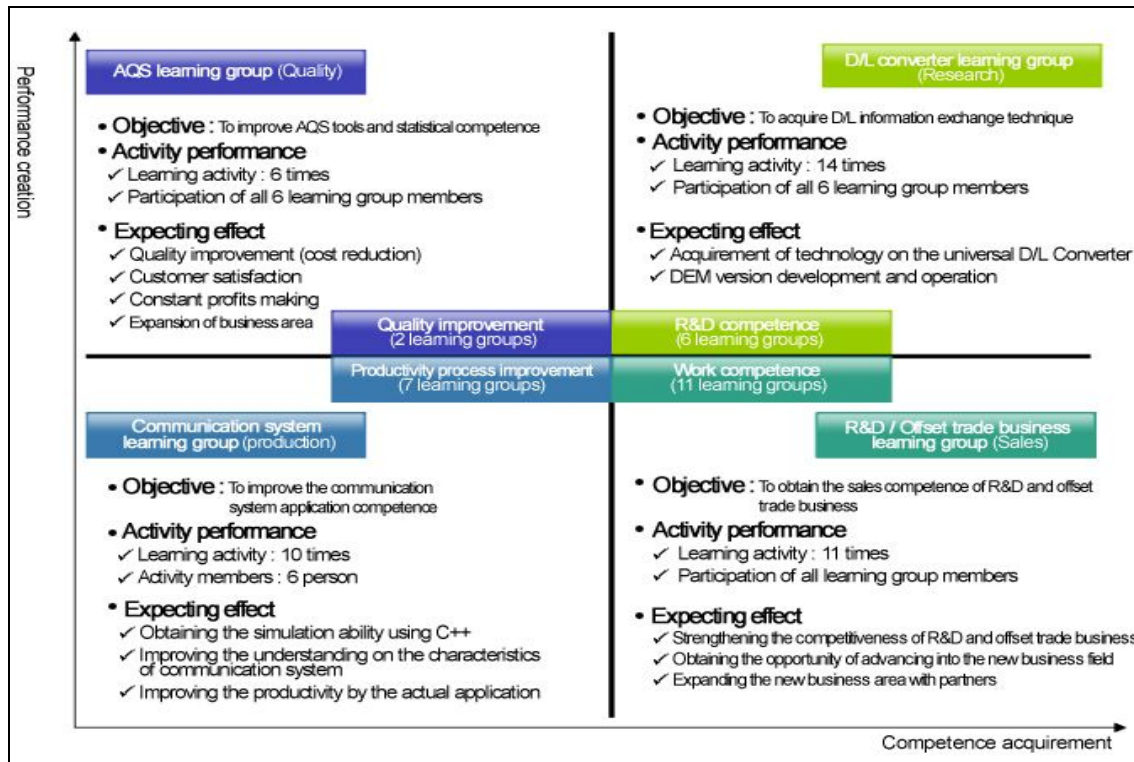 Performance creation
AQS learning group (Quality)
• Objective : To improve AQS tools and statistical competence
• Activity performance
✓ Learning activity : 6 times
✓ Participation of all 6 learning group members
• Expecting effect
✓ Quality improvement (cost reduction)
✓ Customer satisfaction
✓ Constant profits making
✓ Expansion of business area
D/L converter learning group
(Research)
• Objective : To acquire D/L information exchange technique
• Activity performance
✓ Learning activity : 14 times
✓ Participation of all 6 learning group members
• Expecting effect
✓ Acquirement of technology on the universal D/L Converter
✓ DEM version development and operation
Quality improvement
(2 learning groups)
R&D competence
(6 learning groups)
Productivity process improvement
(7 learning groups)
Work competence
(11 learning groups)
Communication system
learning group (production)
• Objective : To improve the communication
system application competence
• Activity performance
✓ Learning activity : 10 times
✓ Activity members : 6 person
• Expecting effect
✓ Obtaining the simulation ability using C++
✓ Improving the understanding on the characteristics
of communication system
✓ Improving the productivity by the actual application
R&D / Offset trade business
learning group (Sales)
• Objective : To obtain the sales competence of R&D and offset
trade business
• Activity performance
✓ Learning activity : 11 times
✓ Participation of all learning group members
• Expecting effect
✓ Strengthening the competitiveness of R&D and offset trade business
✓ Obtaining the opportunity of advancing into the new business field
✓ Expanding the new business area with partners
Competence acquirement